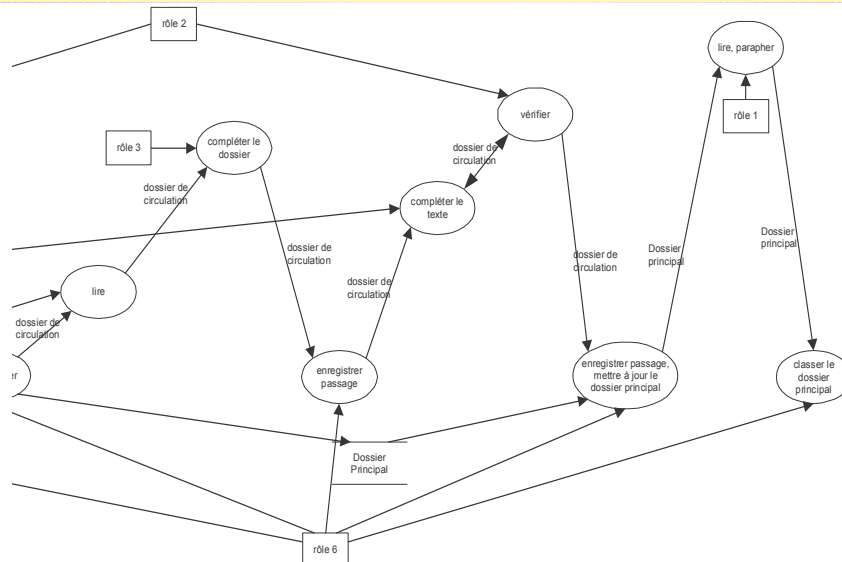 rôle 2
lire, parapher
rôle 1
vérifier
rôle 3
compléter le
dossier
dossier de
circulation
dossier de
circulation
compléter le
texte
dossier de
circulation
dossier de
circulation
dossier de
circulation
Dossier
principal
Dossier
principal
lire
dossier de
circulation
er
enregistrer
passage
enregistrer passage,
mettre à jour le
dossier principal
classer le
dossier
principal
Dossier
Principal
rôle 6